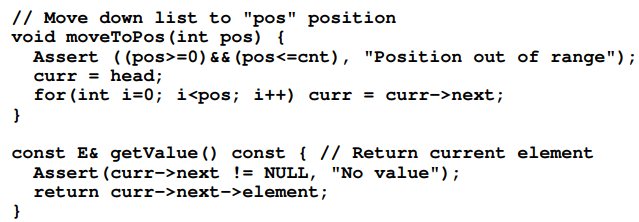 // Move down list to "pos" position
void moveToPos(int pos) {
  Assert ((pos>=0)&&(pos<=cnt), "Position out of range");
  curr = head;
  for(int i=0; i<pos; i++) curr = curr->next;
}

const E& getValue() const { // Return current element
  Assert(curr->next != NULL, "No value");
  return curr->next->element;
}